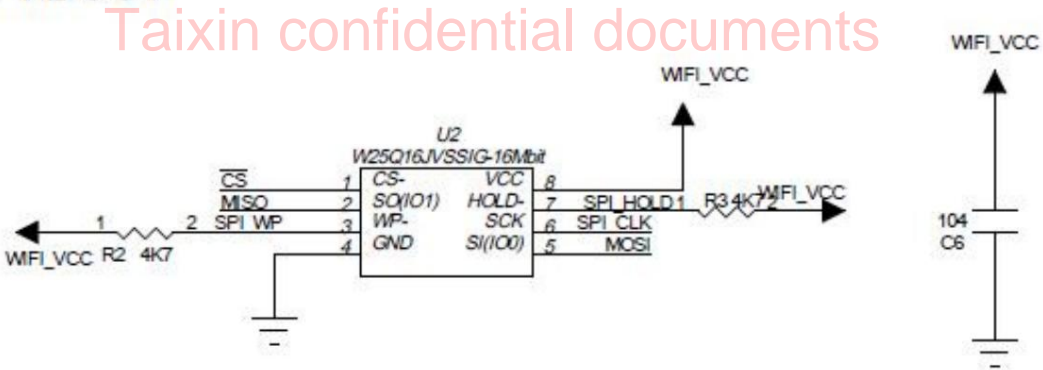 Taixin confidential documents
WIFI_VCC
WIFI_VCC
U2
W25Q16JVSSIG-16Mbit
CS 1 CS- VCC 8
MISO 2 SO(IO1) HOLD- 7 SPI_HOLD 1 R3 4K7 2 WIFI_VCC
1 2 SPI_WP 3 WP- SCK 6 SPI_CLK
4 GND SI(IO0) 5 MOSI
WIFI_VCC R2 4K7
104
C6